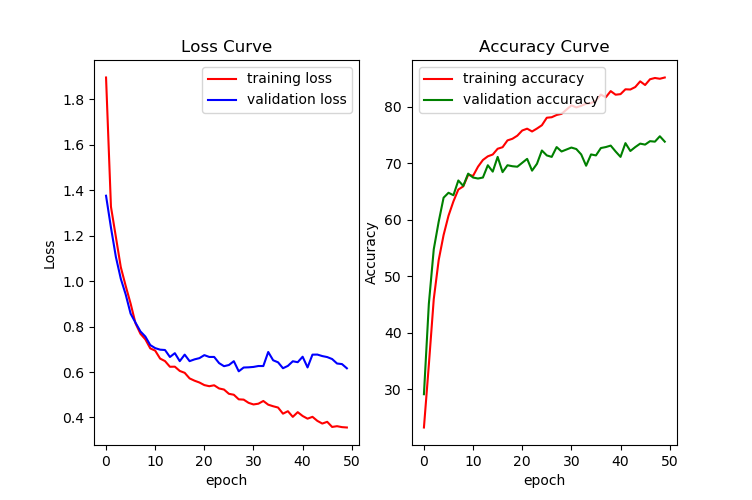 Loss Curve
training loss
validation loss
1.8
1.6
1.4
1.2
1.0
0.8
0.6
0.4
Loss
0
10
20
30
40
50
epoch
Accuracy Curve
training accuracy
validation accuracy
80
70
60
50
40
30
Accuracy
0
10
20
30
40
50
epoch